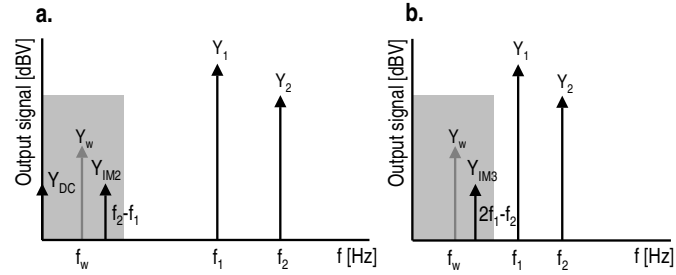 a.
Output signal [dBV]
Y1
Y2
Yw
YDC
YIM2
f2-f1
fw
f1
f2
f [Hz]
b.
Output signal [dBV]
Y1
Y2
Yw
YIM3
2f1-f2
fw
f1
f2
f [Hz]